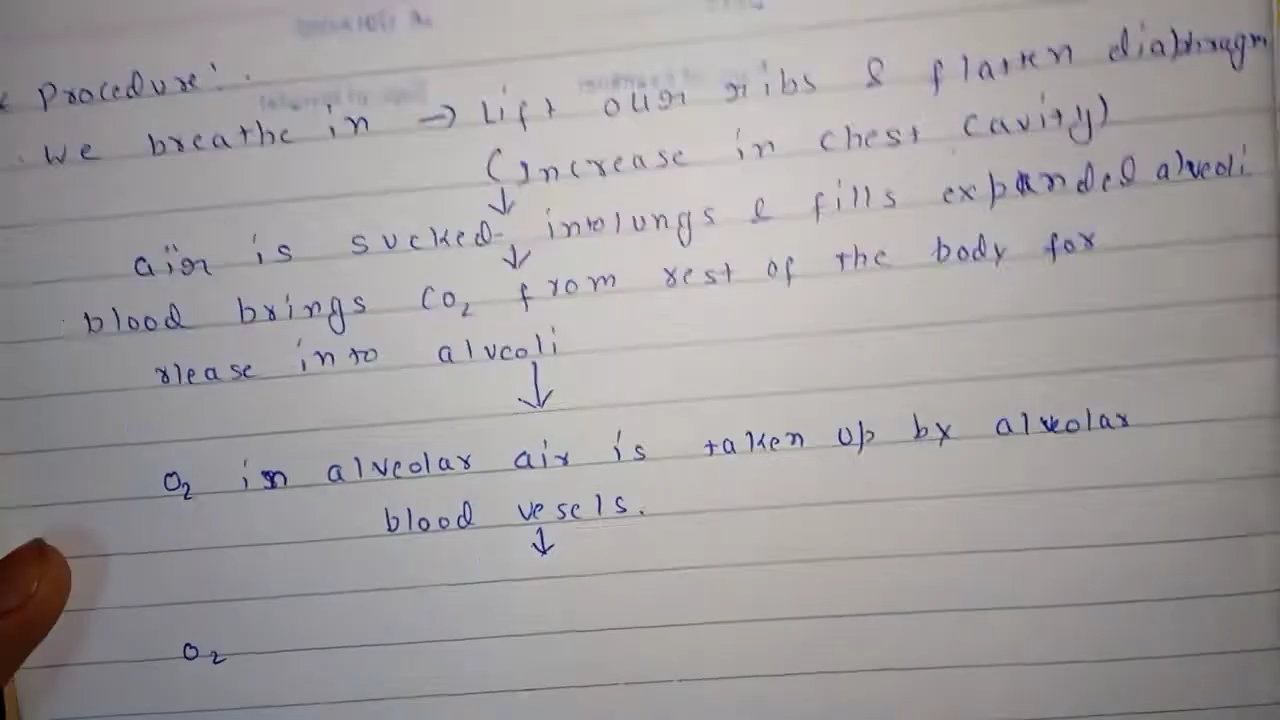 Procedure:
We breathe in → Lift our ribs & flatten diaphragm
(Increase in chest cavity)
↓
air is sucked into lungs & fills expanded alveoli
↓
blood brings CO₂ from rest of the body for
rlease into alveoli
↓
O₂ in alveolar air is taken up by alveolar
blood vesels.
↓
O₂